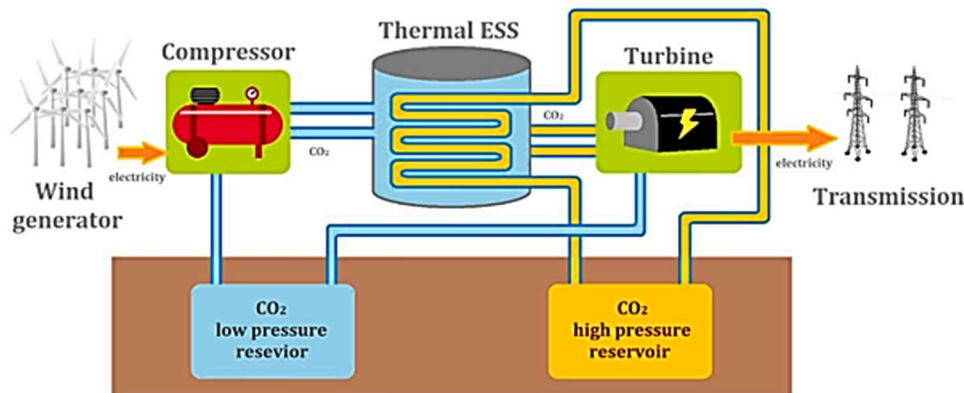 Thermal ESS
Compressor
Turbine
CO₂
CO₂
electricity
electricity
Wind
generator
Transmission
CO₂
low pressure
resevior
CO₂
high pressure
reservoir